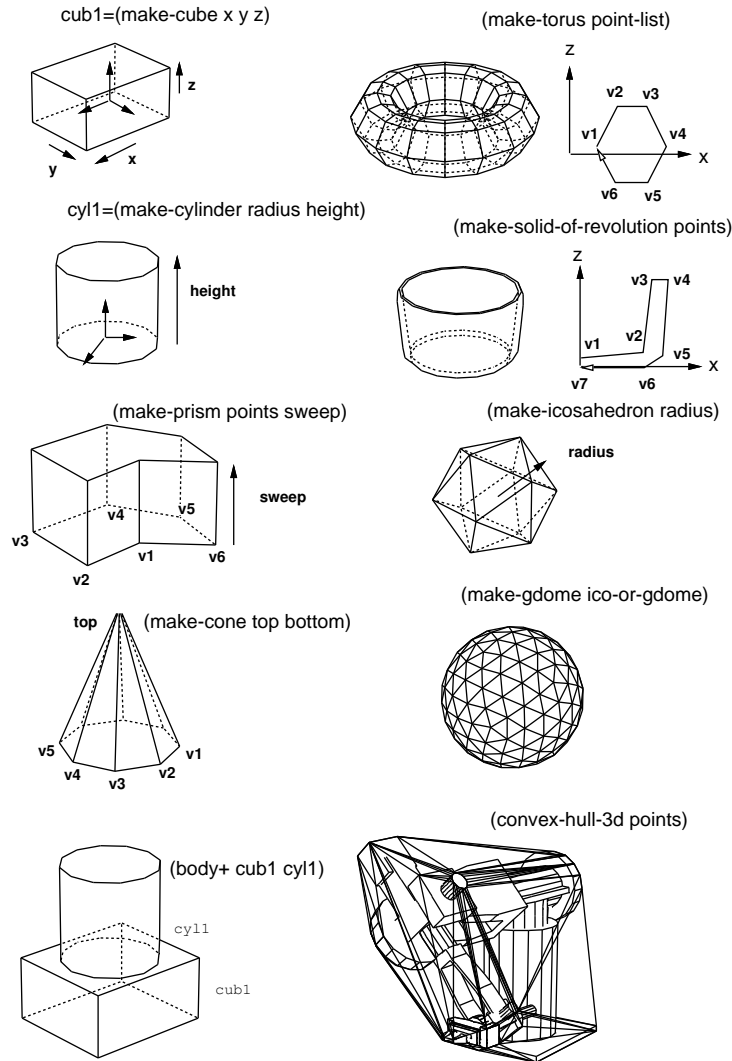 cub1=(make-cube x y z)
z
y
x
(make-torus point-list)
Z
v2
v3
v1
v4
X
v6
v5
cyl1=(make-cylinder radius height)
height
(make-solid-of-revolution points)
Z
v3
v4
v1
v2
v5
X
v7
v6
(make-prism points sweep)
sweep
v4
v5
v3
v1
v6
v2
(make-icosahedron radius)
radius
top
(make-cone top bottom)
v5
v1
v4
v2
v3
(make-gdome ico-or-gdome)
(body+ cub1 cyl1)
cyl1
cub1
(convex-hull-3d points)